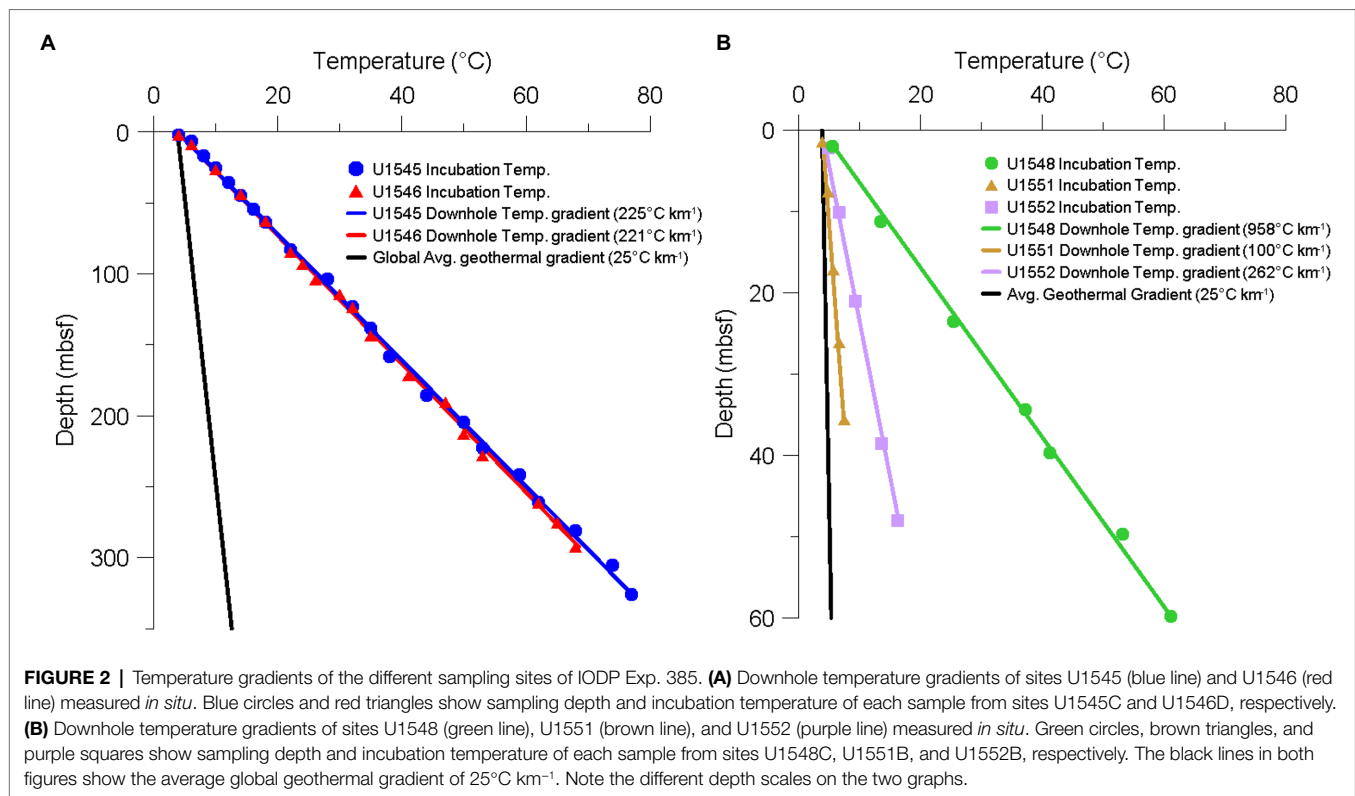 A
Temperature (°C)
0 20 40 60 80
0
100
200
300
Depth (mbsf)
U1545 Incubation Temp.
U1546 Incubation Temp.
U1545 Downhole Temp. gradient (225°C km⁻¹)
U1546 Downhole Temp. gradient (221°C km⁻¹)
Global Avg. geothermal gradient (25°C km⁻¹)
B
Temperature (°C)
0 20 40 60 80
0
20
40
60
Depth (mbsf)
U1548 Incubation Temp.
U1551 Incubation Temp.
U1552 Incubation Temp.
U1548 Downhole Temp. gradient (958°C km⁻¹)
U1551 Downhole Temp. gradient (100°C km⁻¹)
U1552 Downhole Temp. gradient (262°C km⁻¹)
Avg. Geothermal Gradient (25°C km⁻¹)
FIGURE 2 | Temperature gradients of the different sampling sites of IODP Exp. 385. (A) Downhole temperature gradients of sites U1545 (blue line) and U1546 (red
line) measured in situ. Blue circles and red triangles show sampling depth and incubation temperature of each sample from sites U1545C and U1546D, respectively.
(B) Downhole temperature gradients of sites U1548 (green line), U1551 (brown line), and U1552 (purple line) measured in situ. Green circles, brown triangles, and
purple squares show sampling depth and incubation temperature of each sample from sites U1548C, U1551B, and U1552B, respectively. The black lines in both
figures show the average global geothermal gradient of 25°C km⁻¹. Note the different depth scales on the two graphs.